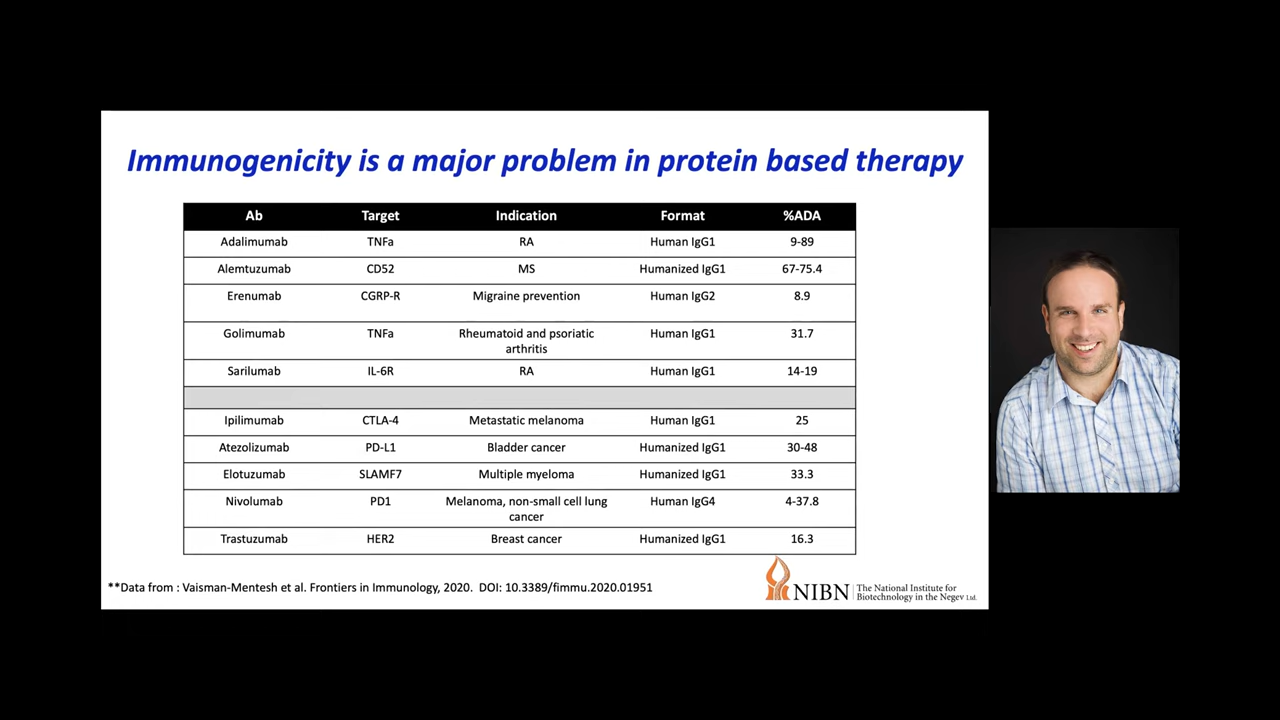 Immunogenicity is a major problem in protein based therapy
Ab Target Indication Format %ADA
Adalimumab TNFa RA Human IgG1 9-89
Alemtuzumab CD52 MS Humanized IgG1 67-75.4
Erenumab CGRP-R Migraine prevention Human IgG2 8.9
Golimumab TNFa Rheumatoid and psoriatic Human IgG1 31.7
arthritis
Sarilumab IL-6R RA Human IgG1 14-19
Ipilimumab CTLA-4 Metastatic melanoma Human IgG1 25
Atezolizumab PD-L1 Bladder cancer Humanized IgG1 30-48
Elotuzumab SLAMF7 Multiple myeloma Humanized IgG1 33.3
Nivolumab PD1 Melanoma, non-small cell lung Human IgG4 4-37.8
cancer
Trastuzumab HER2 Breast cancer Humanized IgG1 16.3
**Data from : Vaisman-Mentesh et al. Frontiers in Immunology, 2020. DOI: 10.3389/fimmu.2020.01951
NIBN
The National Institute for
Biotechnology in the Negev Ltd.